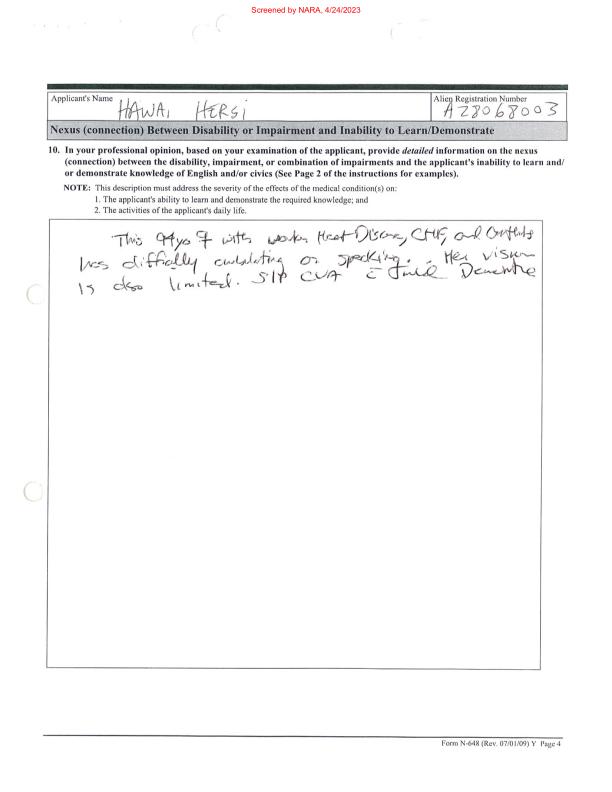 Screened by NARA, 4/24/2023
Applicant's Name HAWAI HERSI
Alien Registration Number A28068003
Nexus (connection) Between Disability or Impairment and Inability to Learn/Demonstrate
10. In your professional opinion, based on your examination of the applicant, provide detailed information on the nexus
(connection) between the disability, impairment, or combination of impairments and the applicant's inability to learn and/
or demonstrate knowledge of English and/or civics (See Page 2 of the instructions for examples).
NOTE: This description must address the severity of the effects of the medical condition(s) on:
1. The applicant's ability to learn and demonstrate the required knowledge; and
2. The activities of the applicant's daily life.
This 94yo F with Heart Disease, CHF, and
has difficulty ambulating or speaking. Her vision
is also limited. S/P CVA c̄ Mild Dementia
Form N-648 (Rev. 07/01/09) Y Page 4